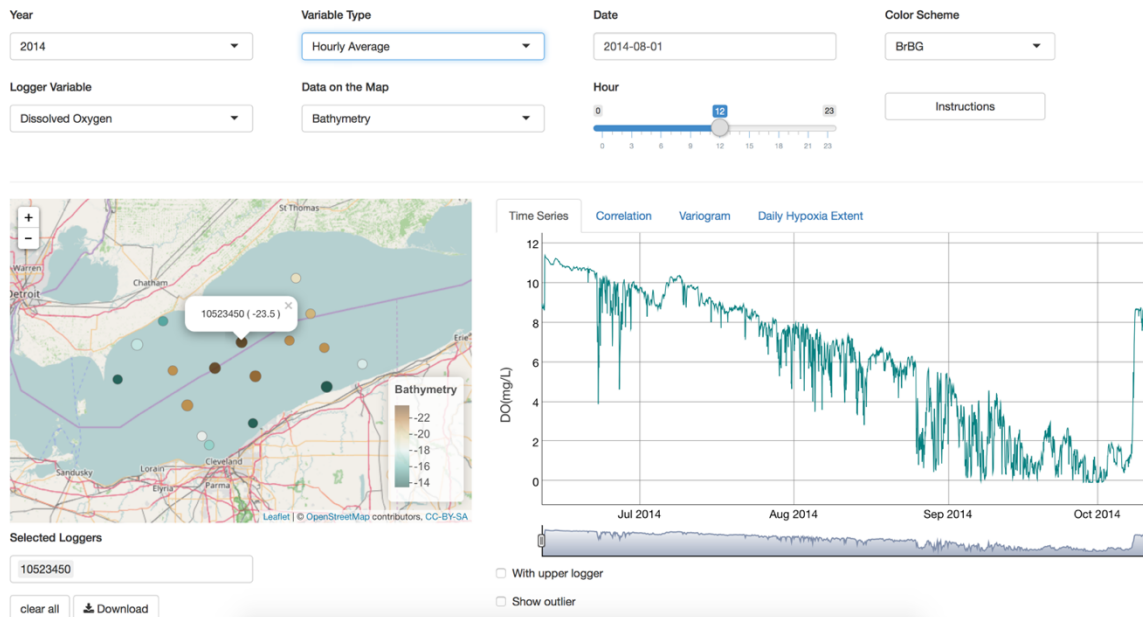 Year
Variable Type
Date
Color Scheme
2014
Hourly Average
2014-08-01
BrBG
Logger Variable
Data on the Map
Hour
Dissolved Oxygen
Bathymetry
0
12
23
0 3 6 9 12 15 18 21 23
Instructions
+
-
St Thomas
Warren
Detroit
Chatham
10523450 ( -23.5 )
×
Erie
Bathymetry
-22
-20
-18
-16
-14
Sandusky
Lorain
Elyria
Cleveland
Parma
Leaflet | © OpenStreetMap contributors, CC-BY-SA
Time Series
Correlation
Variogram
Daily Hypoxia Extent
DO(mg/L)
12
10
8
6
4
2
0
Jul 2014
Aug 2014
Sep 2014
Oct 2014
Selected Loggers
10523450
clear all
Download
With upper logger
Show outlier